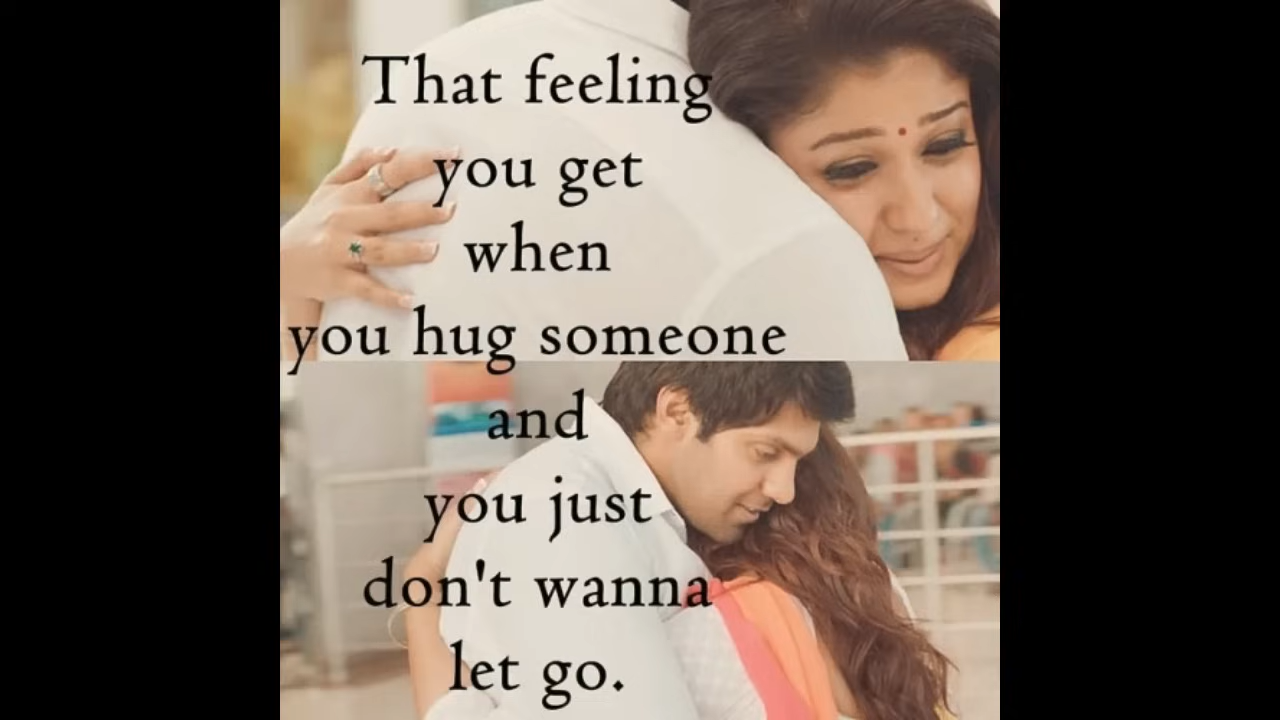 That feeling
you get
when
you hug someone
and
you just
don't wanna
let go.